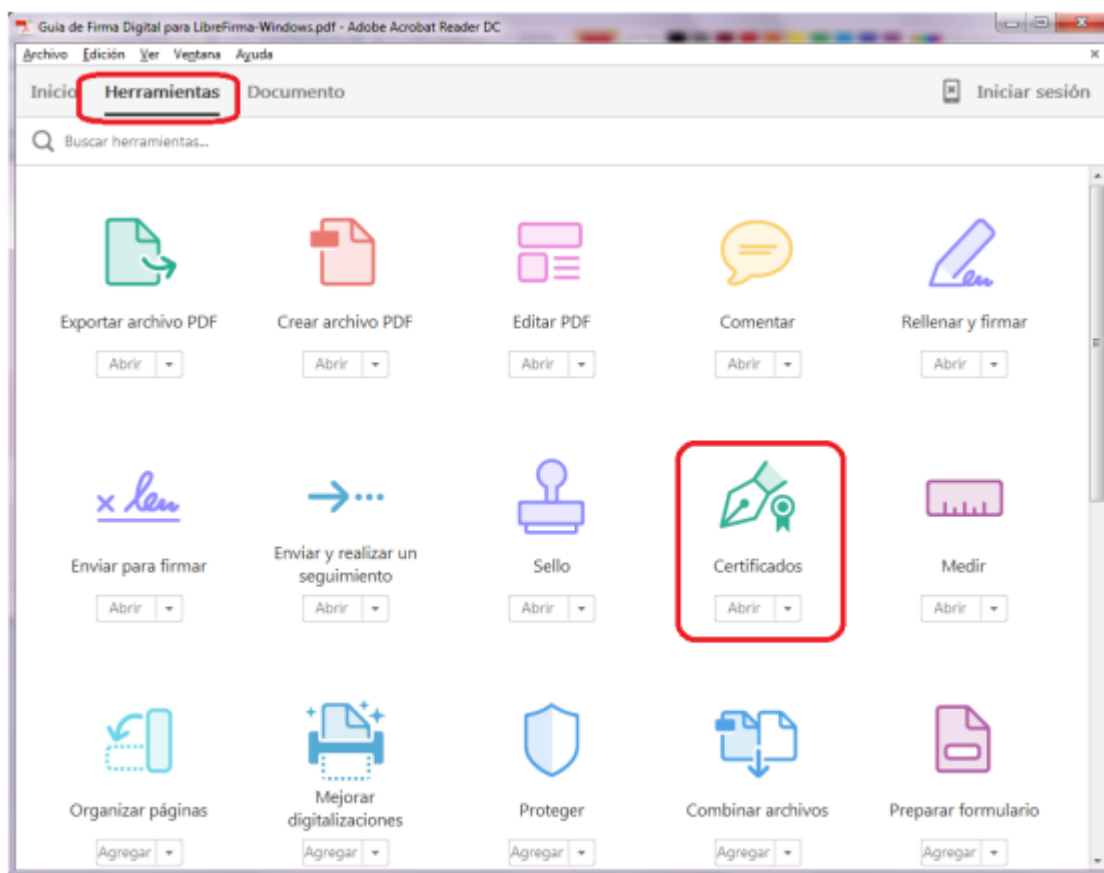 Guia de Firma Digital para LibreFirma-Windows.pdf - Adobe Acrobat Reader DC
Archivo Edición Ver Ventana Ayuda
Inicio Herramientas Documento Iniciar sesión
Buscar herramientas...
Exportar archivo PDF Crear archivo PDF Editar PDF Comentar Rellenar y firmar
Abrir Abrir Abrir Abrir Abrir
Enviar para firmar Enviar y realizar un seguimiento Sello Certificados Medir
Abrir Abrir Abrir Abrir Abrir
Organizar páginas Mejorar digitalizaciones Proteger Combinar archivos Preparar formulario
Agregar Agregar Agregar Agregar Agregar